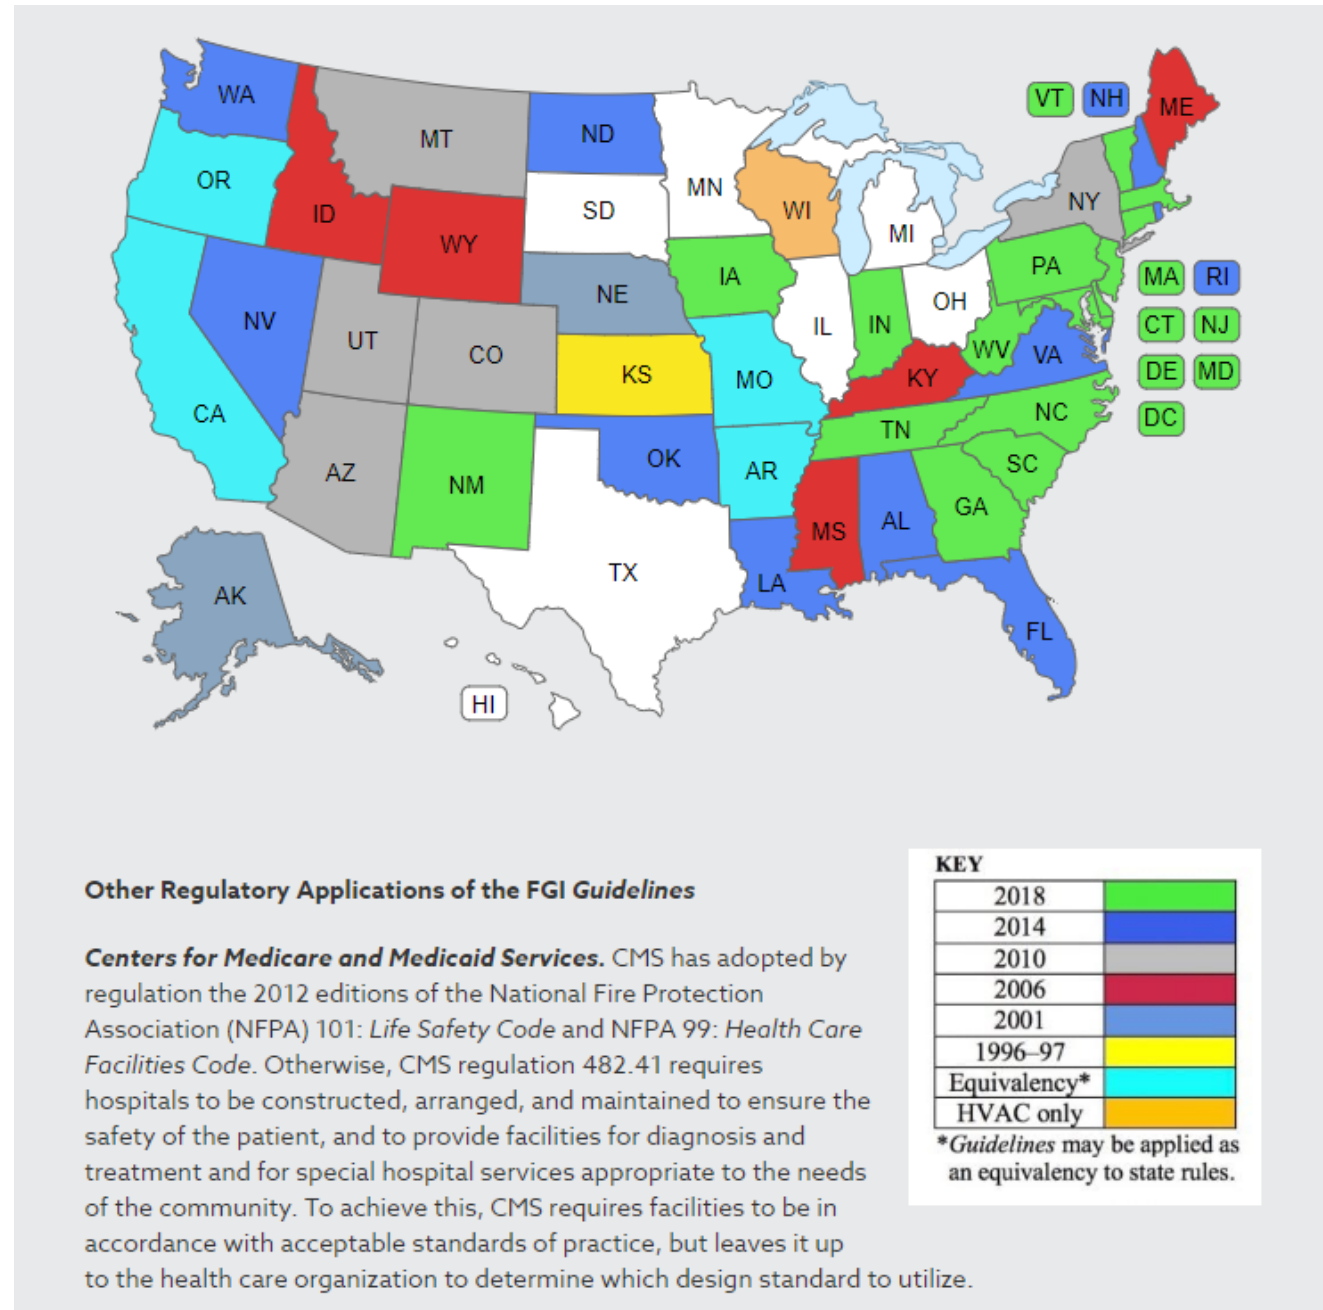 WA
MT
ND
MN
VT
NH
ME
OR
ID
WY
SD
WI
MI
NY
NV
UT
CO
NE
IA
IL
IN
OH
PA
MA
RI
CT
NJ
DE
MD
DC
CA
KS
MO
KY
WV
VA
AZ
NM
OK
AR
TN
NC
SC
MS
AL
GA
TX
LA
FL
AK
HI
Other Regulatory Applications of the FGI Guidelines
Centers for Medicare and Medicaid Services. CMS has adopted by
regulation the 2012 editions of the National Fire Protection
Association (NFPA) 101: Life Safety Code and NFPA 99: Health Care
Facilities Code. Otherwise, CMS regulation 482.41 requires
hospitals to be constructed, arranged, and maintained to ensure the
safety of the patient, and to provide facilities for diagnosis and
treatment and for special hospital services appropriate to the needs
of the community. To achieve this, CMS requires facilities to be in
accordance with acceptable standards of practice, but leaves it up
to the health care organization to determine which design standard to utilize.
KEY
2018
2014
2010
2006
2001
1996–97
Equivalency*
HVAC only
*Guidelines may be applied as
an equivalency to state rules.